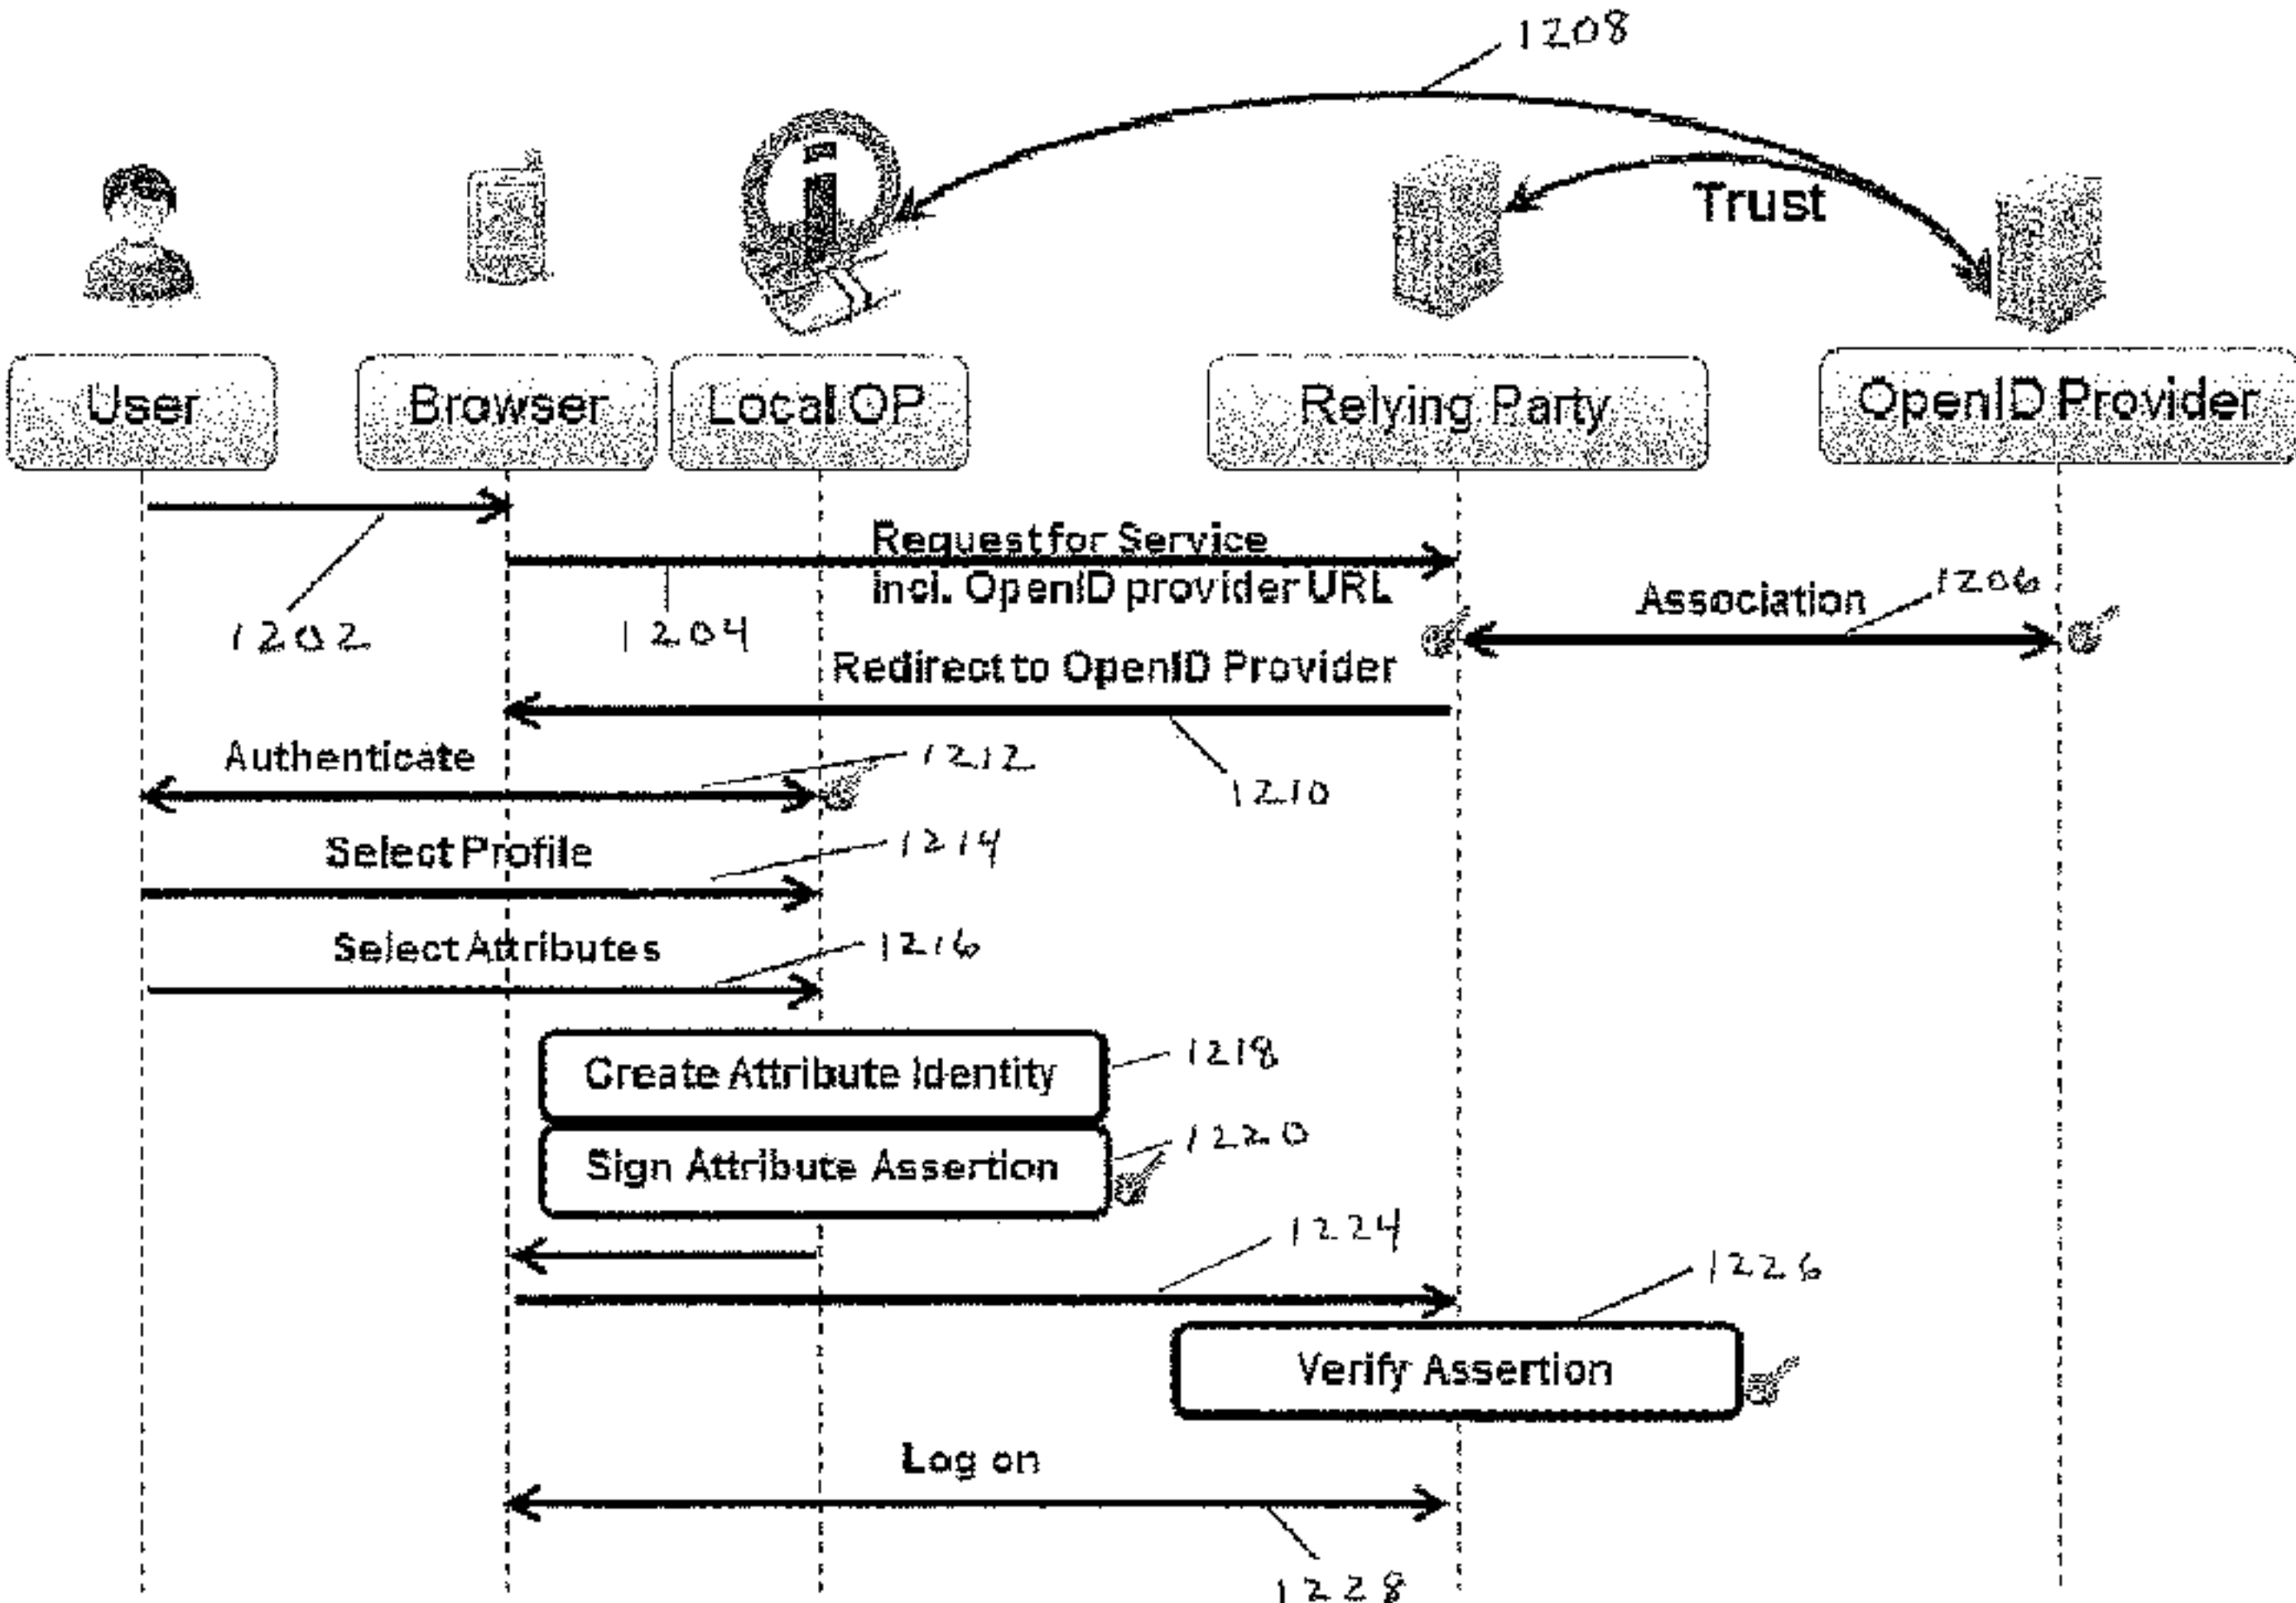 1208
Trust
User
Browser
Local OP
Relying Party
OpenID Provider
Request for Service
incl. OpenID provider URL
1202
1204
Association
1206
Redirect to OpenID Provider
Authenticate
1212
1210
Select Profile
1214
Select Attributes
1216
Create Attribute Identity
1218
Sign Attribute Assertion
1220
1224
1226
Verify Assertion
Log on
1228